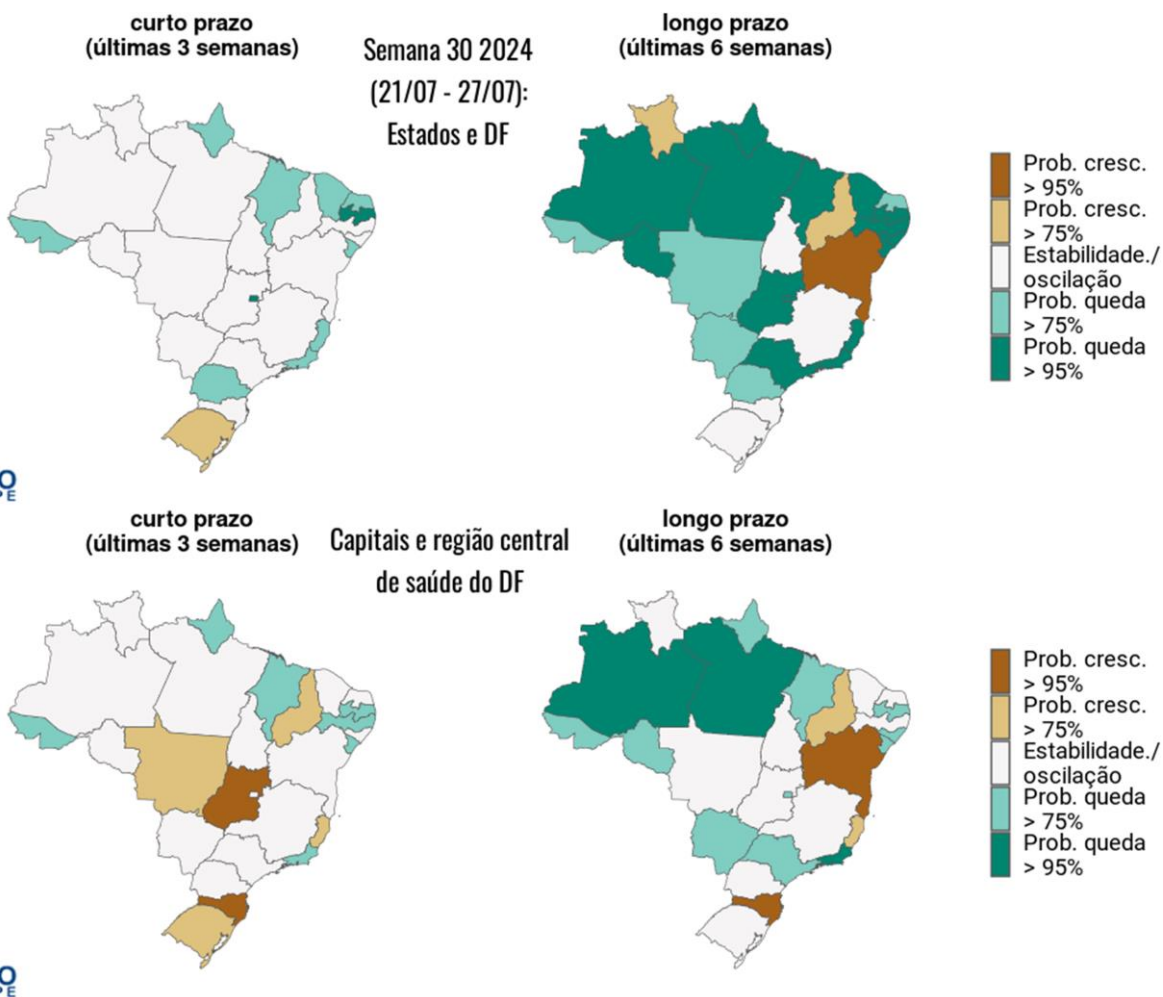 curto prazo
(últimas 3 semanas)
Semana 30 2024
(21/07 - 27/07):
Estados e DF
longo prazo
(últimas 6 semanas)
Prob. cresc.
> 95%
Prob. cresc.
> 75%
Estabilidade./
oscilação
Prob. queda
> 75%
Prob. queda
> 95%
O
E
curto prazo
(últimas 3 semanas)
Capitais e região central
de saúde do DF
longo prazo
(últimas 6 semanas)
Prob. cresc.
> 95%
Prob. cresc.
> 75%
Estabilidade./
oscilação
Prob. queda
> 75%
Prob. queda
> 95%
O
E